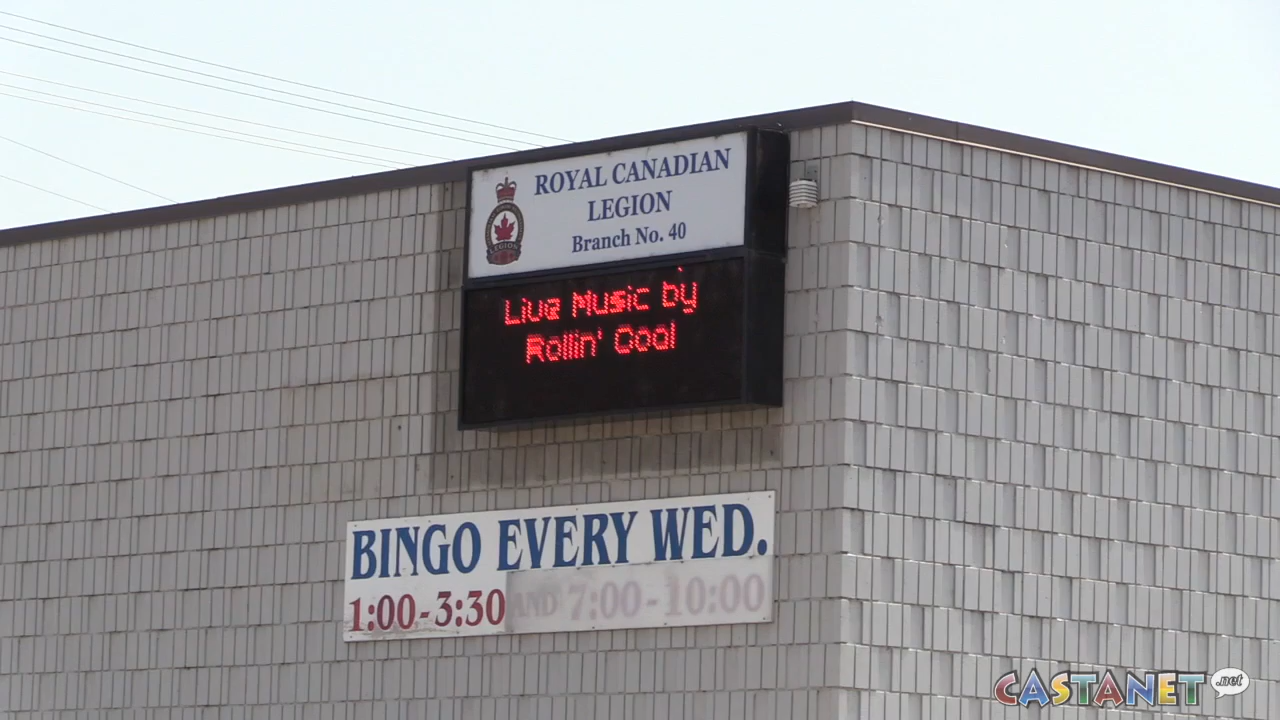 ROYAL CANADIAN
LEGION
Branch No. 40
LEGION
Live Music by
Rollin' Coal
BINGO EVERY WED.
1:00-3:30 AND 7:00-10:00
CASTANET .net